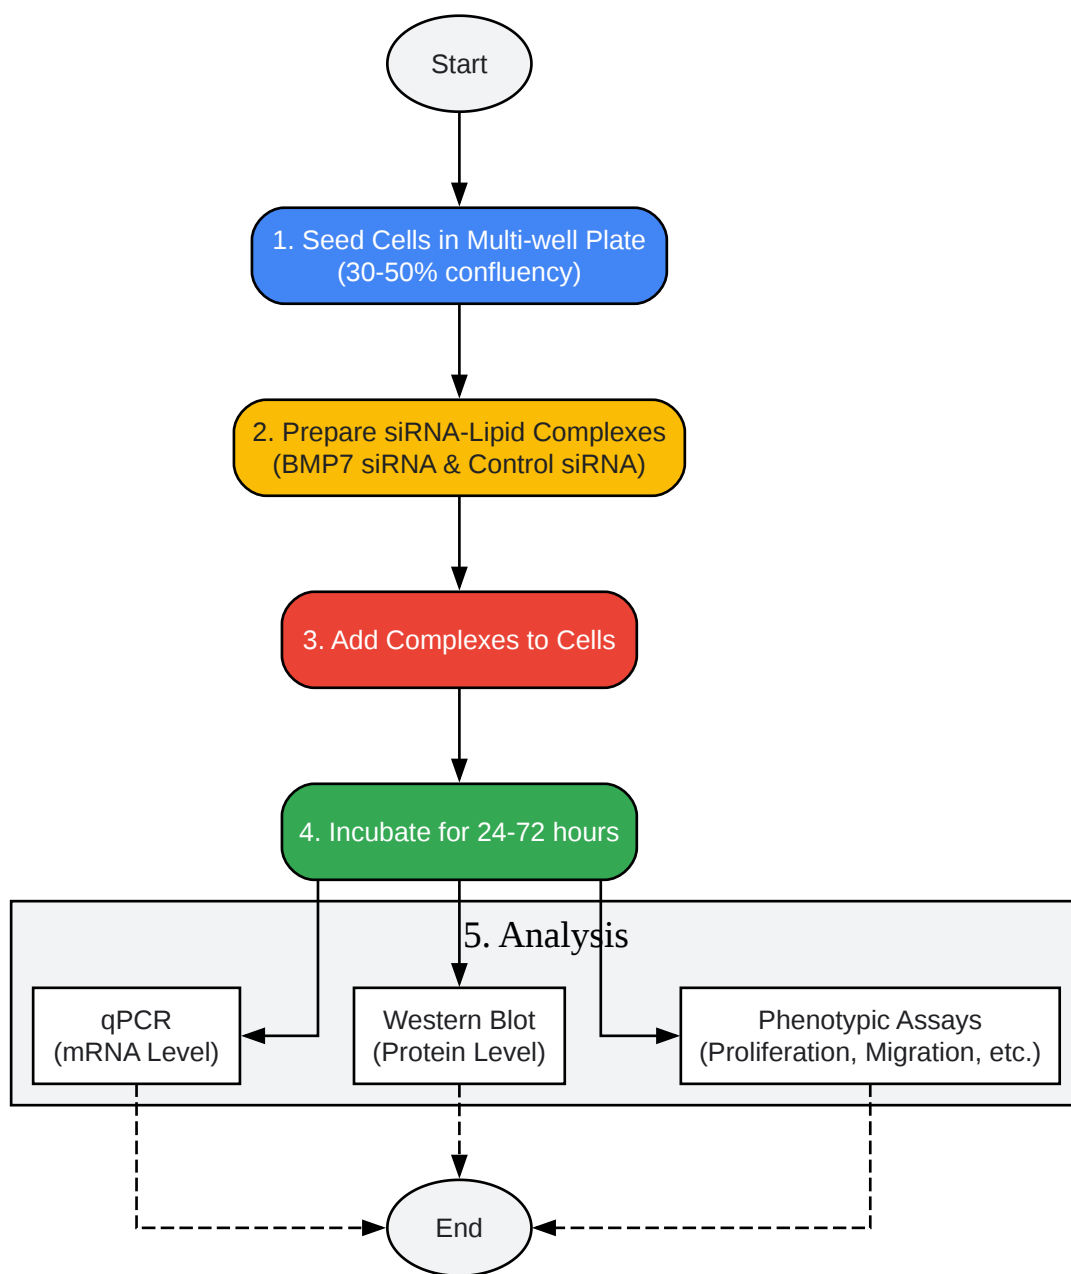 Start
1. Seed Cells in Multi-well Plate
(30-50% confluency)
2. Prepare siRNA-Lipid Complexes
(BMP7 siRNA & Control siRNA)
3. Add Complexes to Cells
4. Incubate for 24-72 hours
5. Analysis
qPCR
(mRNA Level)
Western Blot
(Protein Level)
Phenotypic Assays
(Proliferation, Migration, etc.)
End